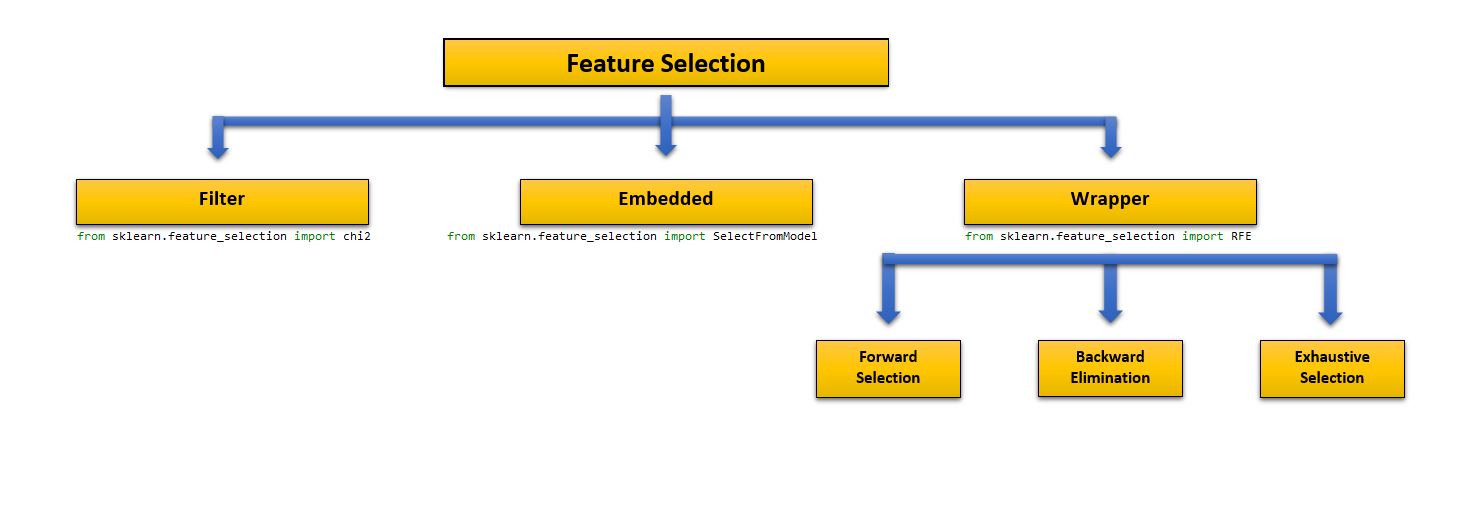 Feature Selection
Filter
Embedded
Wrapper
from sklearn.feature_selection import chi2
from sklearn.feature_selection import SelectFromModel
from sklearn.feature_selection import RFE
Forward
Selection
Backward
Elimination
Exhaustive
Selection